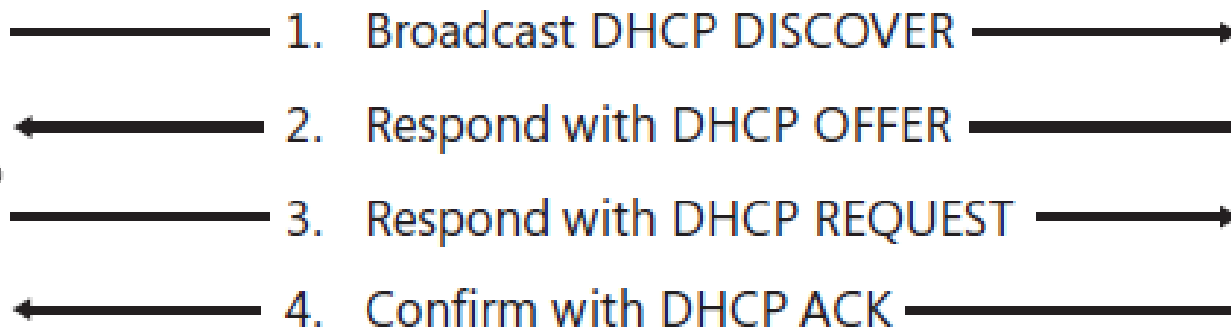 1. Broadcast DHCP DISCOVER
2. Respond with DHCP OFFER
3. Respond with DHCP REQUEST
4. Confirm with DHCP ACK